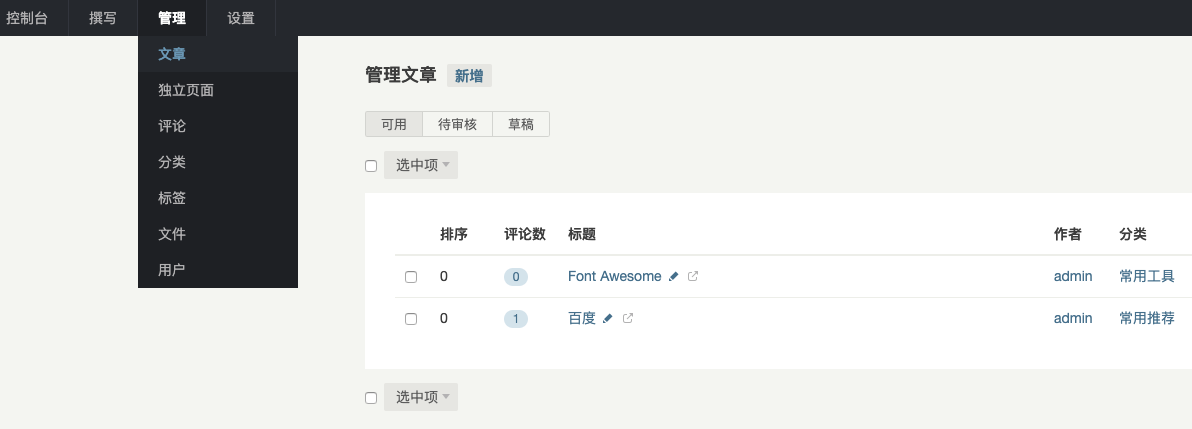 控制台 撰写 管理 设置
文章
独立页面
评论
分类
标签
文件
用户
管理文章 新增
可用 待审核 草稿
选中项
排序 评论数 标题 作者 分类
0 0 Font Awesome admin 常用工具
0 1 百度 admin 常用推荐
选中项